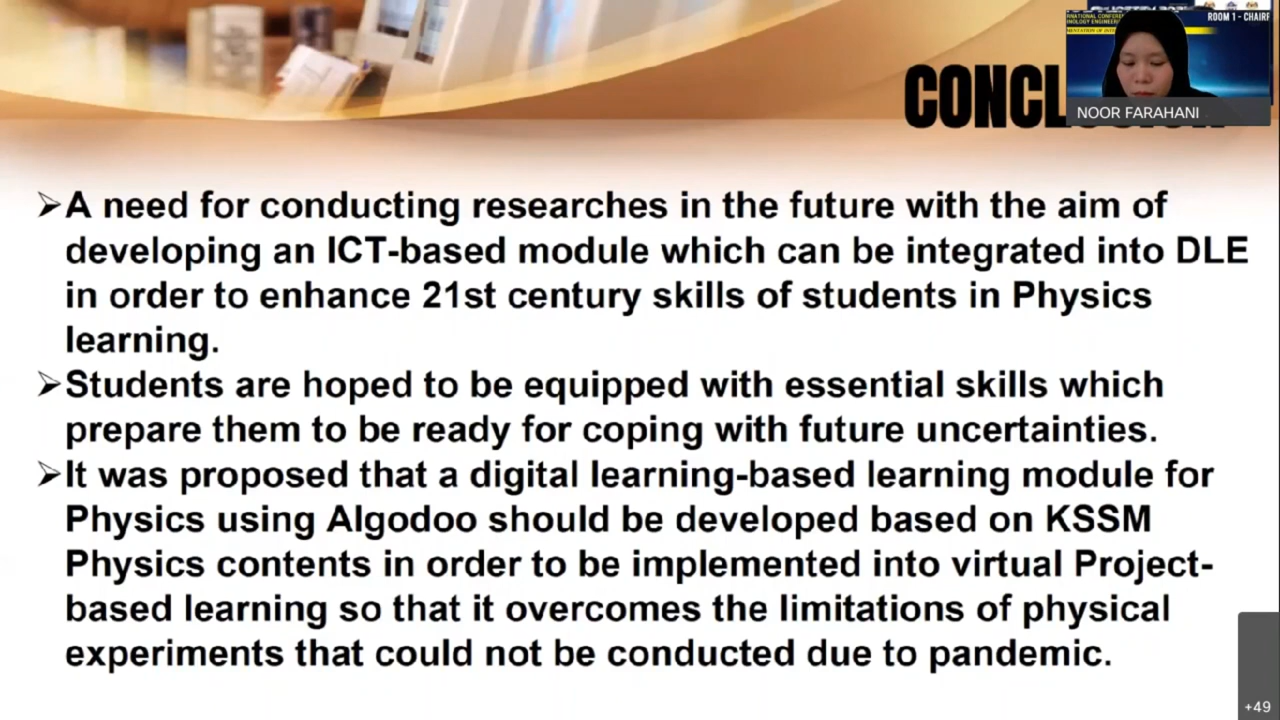 RNATIONAL CONFER
ROOM 1 - CHAIRP
CONCL
NOOR FARAHANI
➢A need for conducting researches in the future with the aim of
developing an ICT-based module which can be integrated into DLE
in order to enhance 21st century skills of students in Physics
learning.
➢Students are hoped to be equipped with essential skills which
prepare them to be ready for coping with future uncertainties.
➢It was proposed that a digital learning-based learning module for
Physics using Algodoo should be developed based on KSSM
Physics contents in order to be implemented into virtual Project-
based learning so that it overcomes the limitations of physical
experiments that could not be conducted due to pandemic.
+49